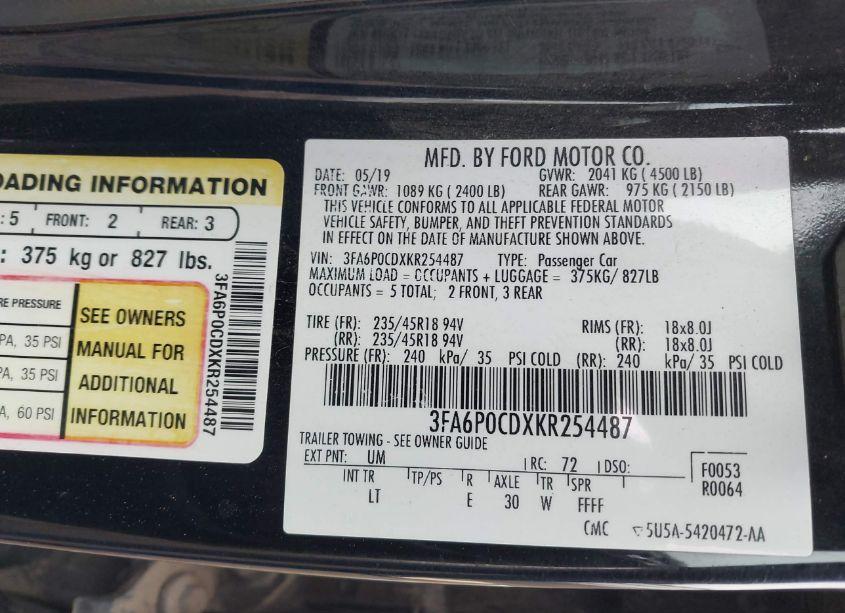 OADING INFORMATION
: 5 FRONT: 2 REAR: 3
: 375 kg or 827 lbs.
RE PRESSURE
PA, 35 PSI
PA, 35 PSI
A, 60 PSI
SEE OWNERS
MANUAL FOR
ADDITIONAL
INFORMATION
3FA6P0CDXKR254487
MFD. BY FORD MOTOR CO.
DATE: 05/19 GVWR: 2041 KG ( 4500 LB)
FRONT GAWR: 1089 KG ( 2400 LB) REAR GAWR: 975 KG ( 2150 LB)
THIS VEHICLE CONFORMS TO ALL APPLICABLE FEDERAL MOTOR
VEHICLE SAFETY, BUMPER, AND THEFT PREVENTION STANDARDS
IN EFFECT ON THE DATE OF MANUFACTURE SHOWN ABOVE.
VIN: 3FA6P0CDXKR254487 TYPE: Passenger Car
MAXIMUM LOAD = OCCUPANTS + LUGGAGE = 375KG/ 827LB
OCCUPANTS = 5 TOTAL; 2 FRONT, 3 REAR
TIRE (FR): 235/45R18 94V RIMS (FR): 18x8.0J
(RR): 235/45R18 94V (RR): 18x8.0J
PRESSURE (FR): 240 kPa/ 35 PSI COLD (RR): 240 kPa/ 35 PSI COLD
3FA6P0CDXKR254487
TRAILER TOWING - SEE OWNER GUIDE
EXT PNT: UM RC: 72 DSO: F0053
R0064
INT TR TP/PS R AXLE TR SPR
LT E 30 W FFFF
CMC 5U5A-5420472-AA